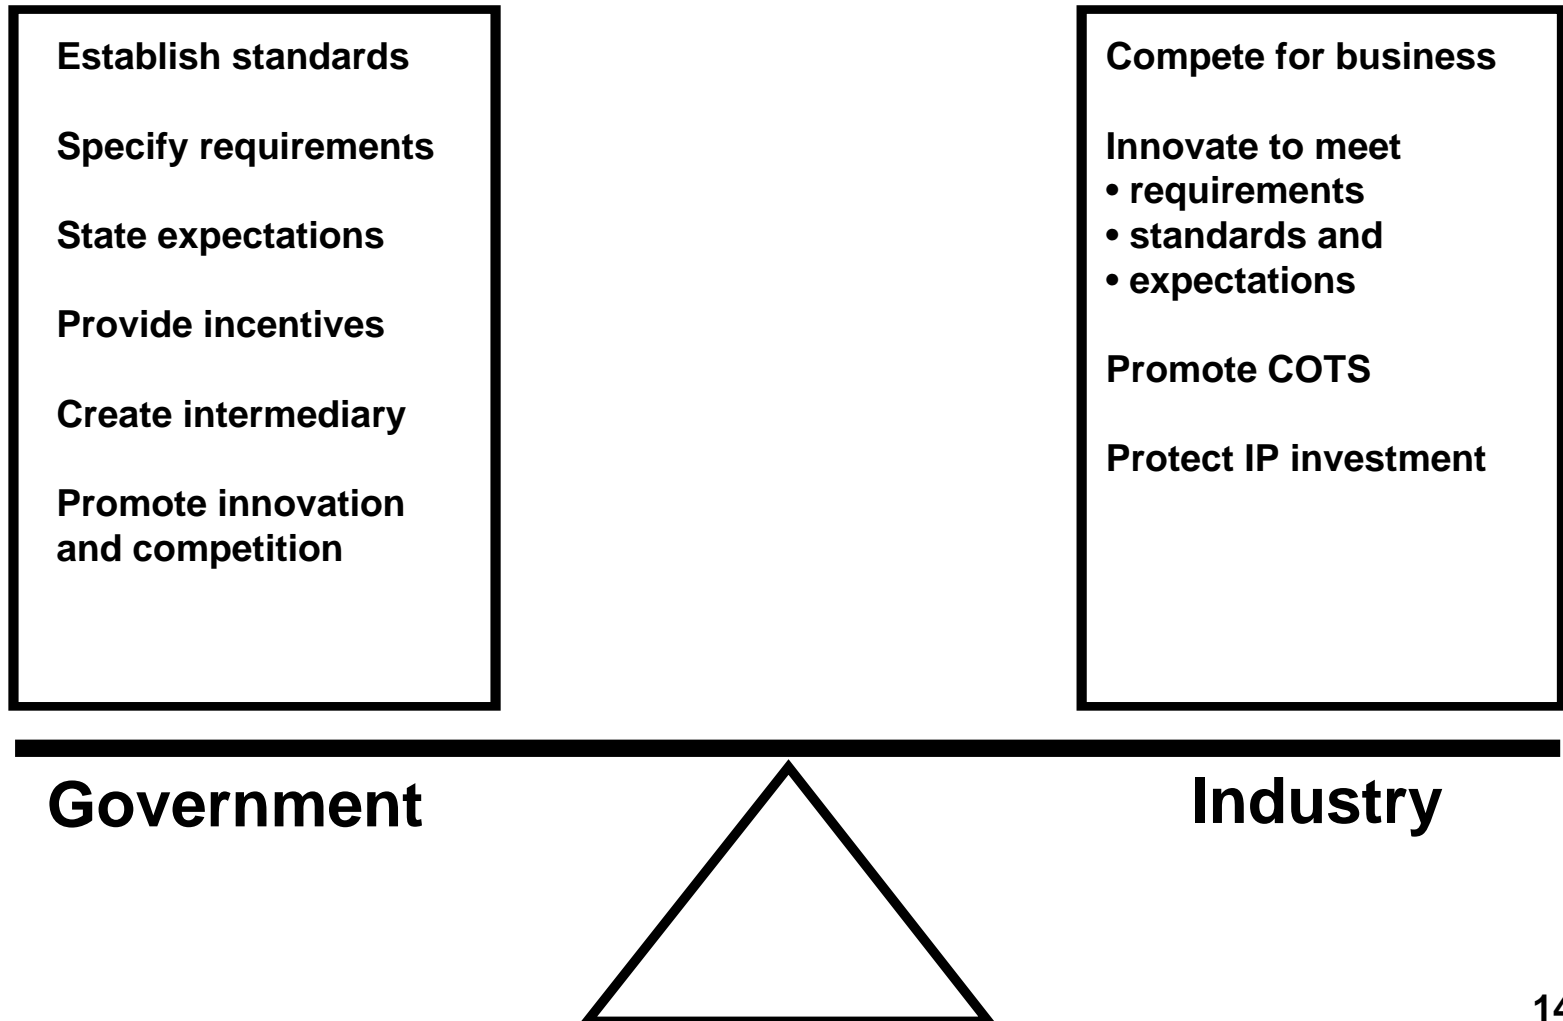 Establish standards
Specify requirements
State expectations
Provide incentives
Create intermediary
Promote innovation
and competition
Compete for business
Innovate to meet
• requirements
• standards and
• expectations
Promote COTS
Protect IP investment
Government
Industry
14